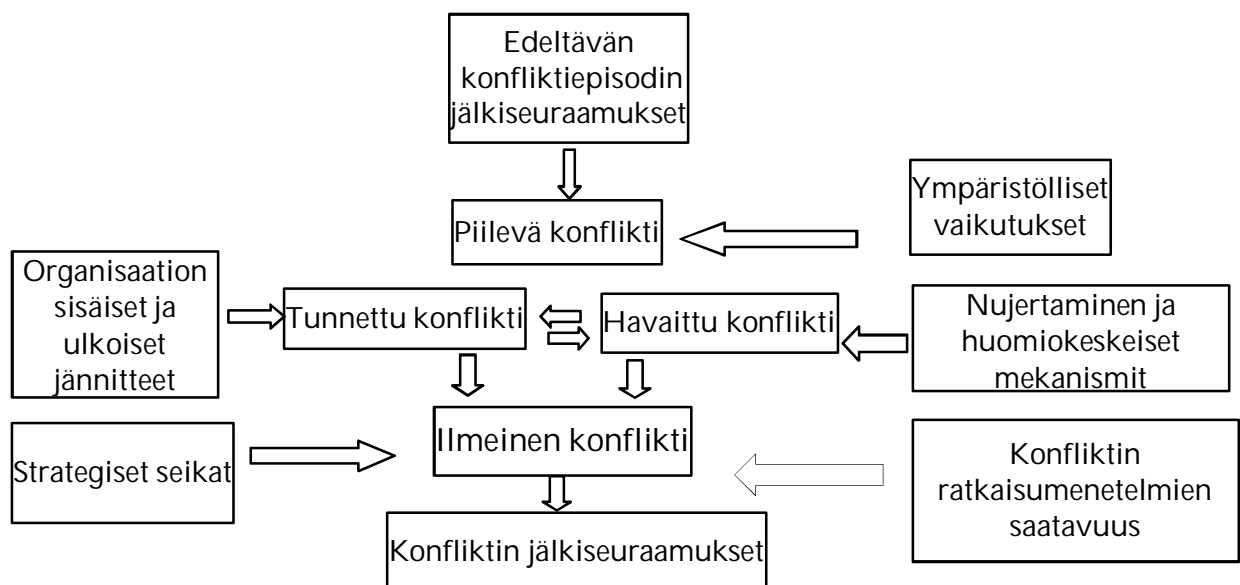 Edeltävän
konfliktiepisodin
jälkiseuraamukset
Ympäristölliset
vaikutukset
Piilevä konflikti
Organisaation
sisäiset ja
ulkoiset
jännitteet
Tunnettu konflikti
Havaittu konflikti
Nujertaminen ja
huomiokeskeiset
mekanismit
Ilmeinen konflikti
Strategiset seikat
Konfliktin
ratkaisumenetelmien
saatavuus
Konfliktin jälkiseuraamukset